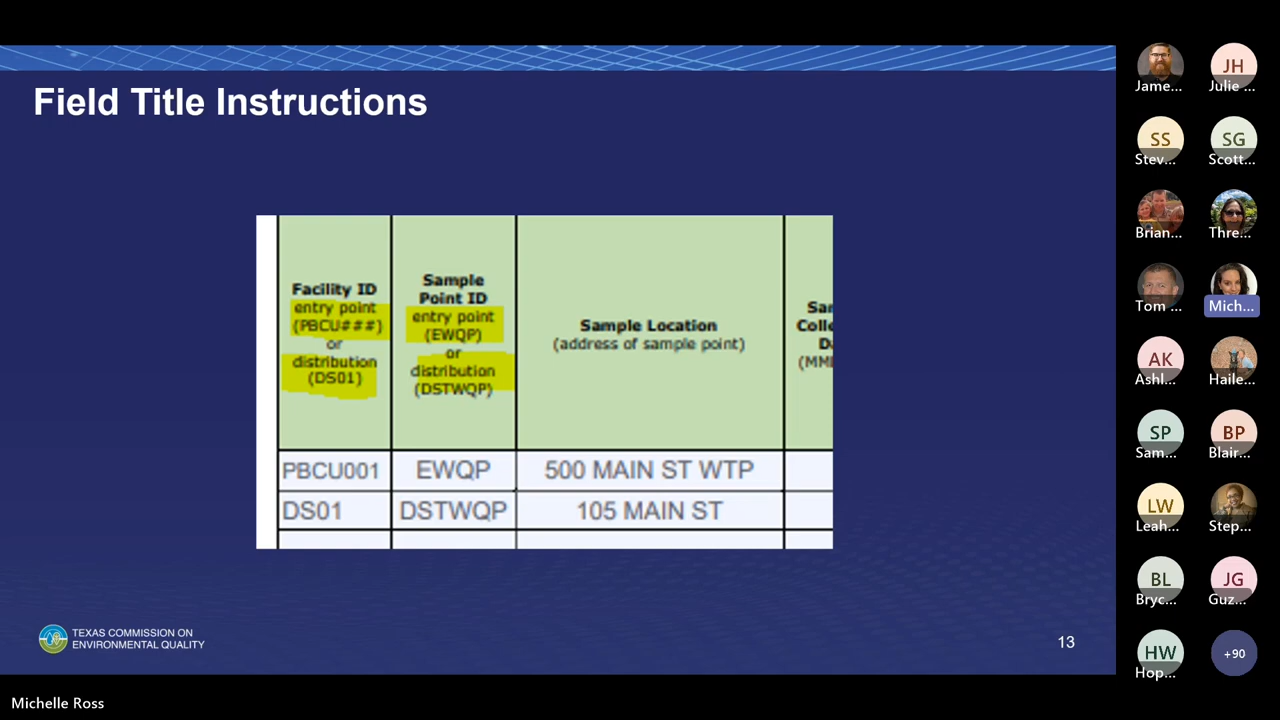 Field Title Instructions
Facility ID
entry point
(PBCU###)
or
distribution
(DS01)
Sample
Point ID
entry point
(EWQP)
or
distribution
(DSTWQP)
Sample Location
(address of sample point)
Sar
Colle
D
(MM
PBCU001 EWQP 500 MAIN ST WTP
DS01 DSTWQP 105 MAIN ST
TEXAS COMMISSION ON
ENVIRONMENTAL QUALITY
13
Michelle Ross
Jame...
JH
Julie ...
SS
Stev...
SG
Scott...
Brian...
Thre...
Tom ...
Mich...
AK
Ashl...
Haile...
SP
Sam...
BP
Blair...
LW
Leah...
Step...
BL
Bryc...
JG
Guz...
HW
Hop...
+90